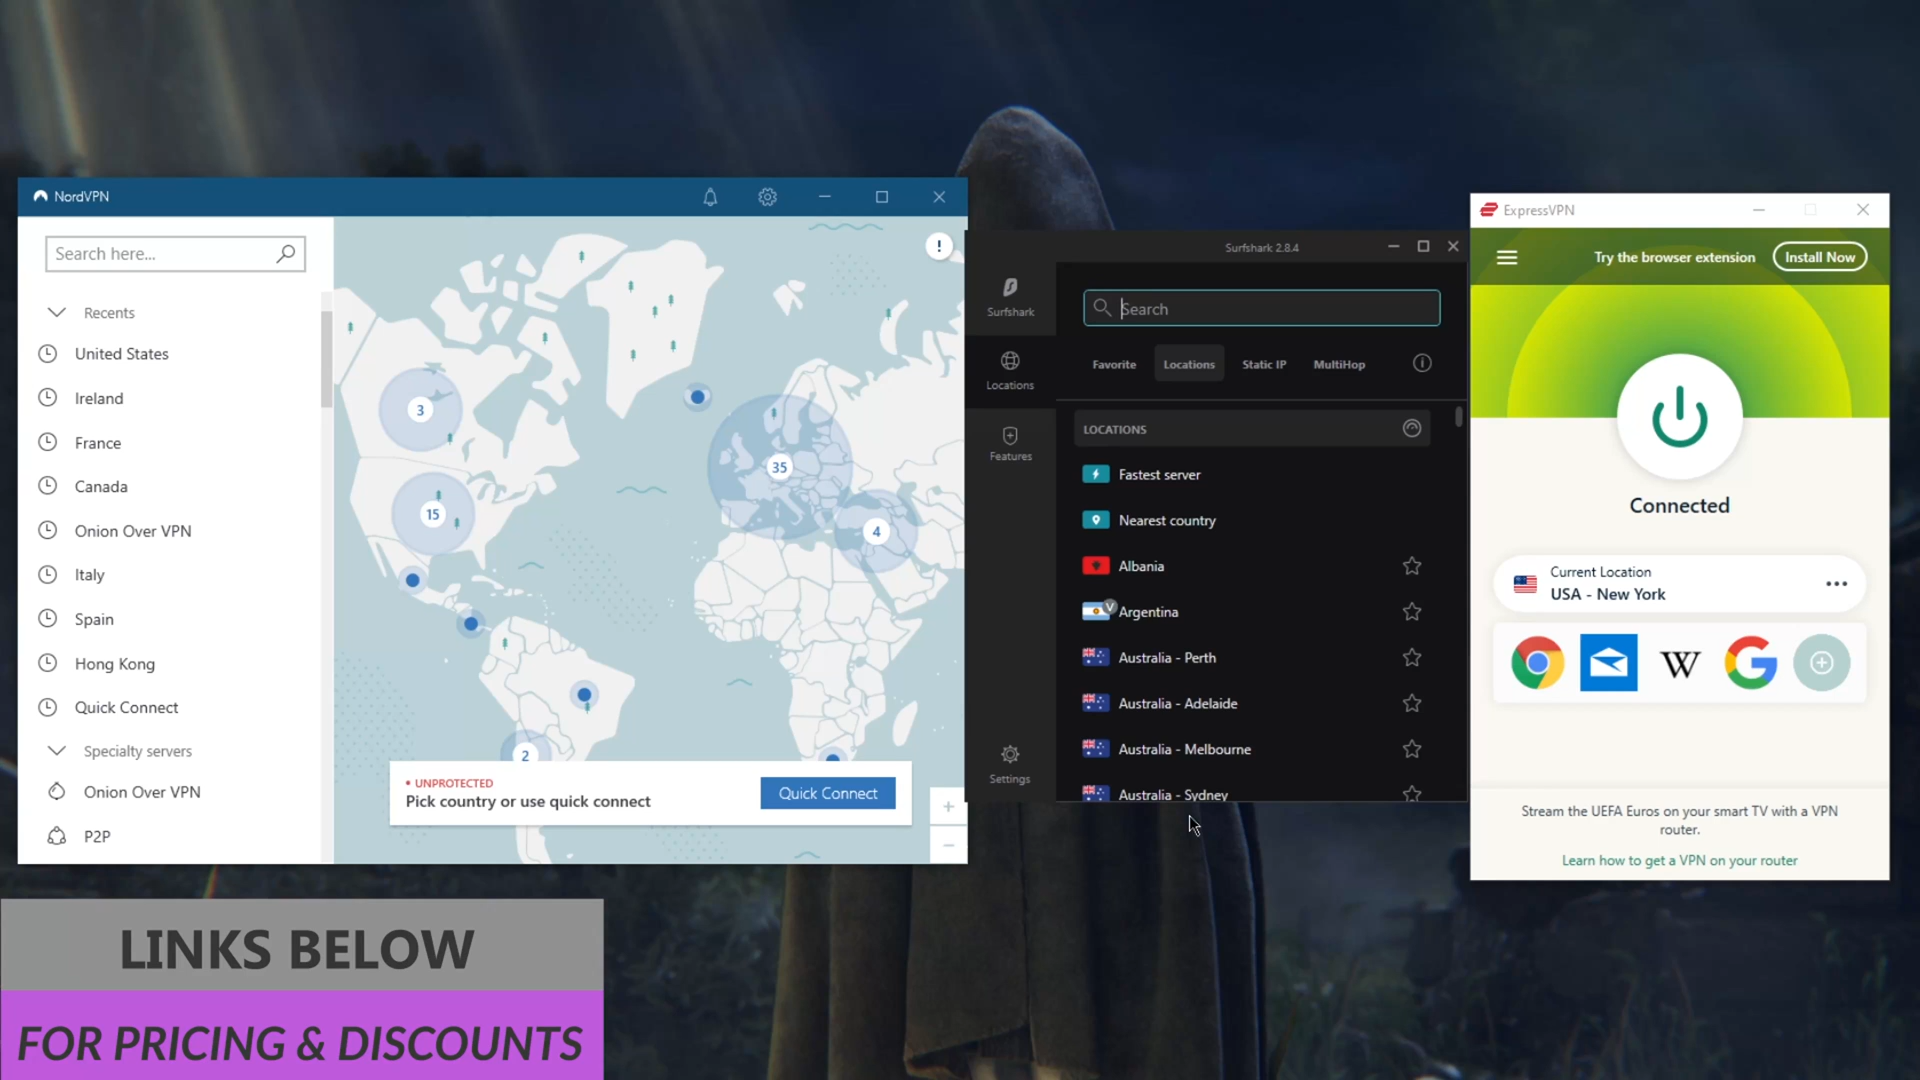 NordVPN
Search here...
Recents
United States
Ireland
France
Canada
Onion Over VPN
Italy
Spain
Hong Kong
Quick Connect
Specialty servers
Onion Over VPN
P2P
!
3
35
15
4
2
UNPROTECTED
Pick country or use quick connect
Quick Connect
+
−
Surfshark 2.8.4
Surfshark
Locations
Features
Settings
Search
Favorite
Locations
Static IP
MultiHop
LOCATIONS
Fastest server
Nearest country
Albania
V
Argentina
Australia - Perth
Australia - Adelaide
Australia - Melbourne
Australia - Sydney
ExpressVPN
Try the browser extension
Install Now
Connected
Current Location
USA - New York
W
G
Stream the UEFA Euros on your smart TV with a VPN
router.
Learn how to get a VPN on your router
LINKS BELOW
FOR PRICING & DISCOUNTS